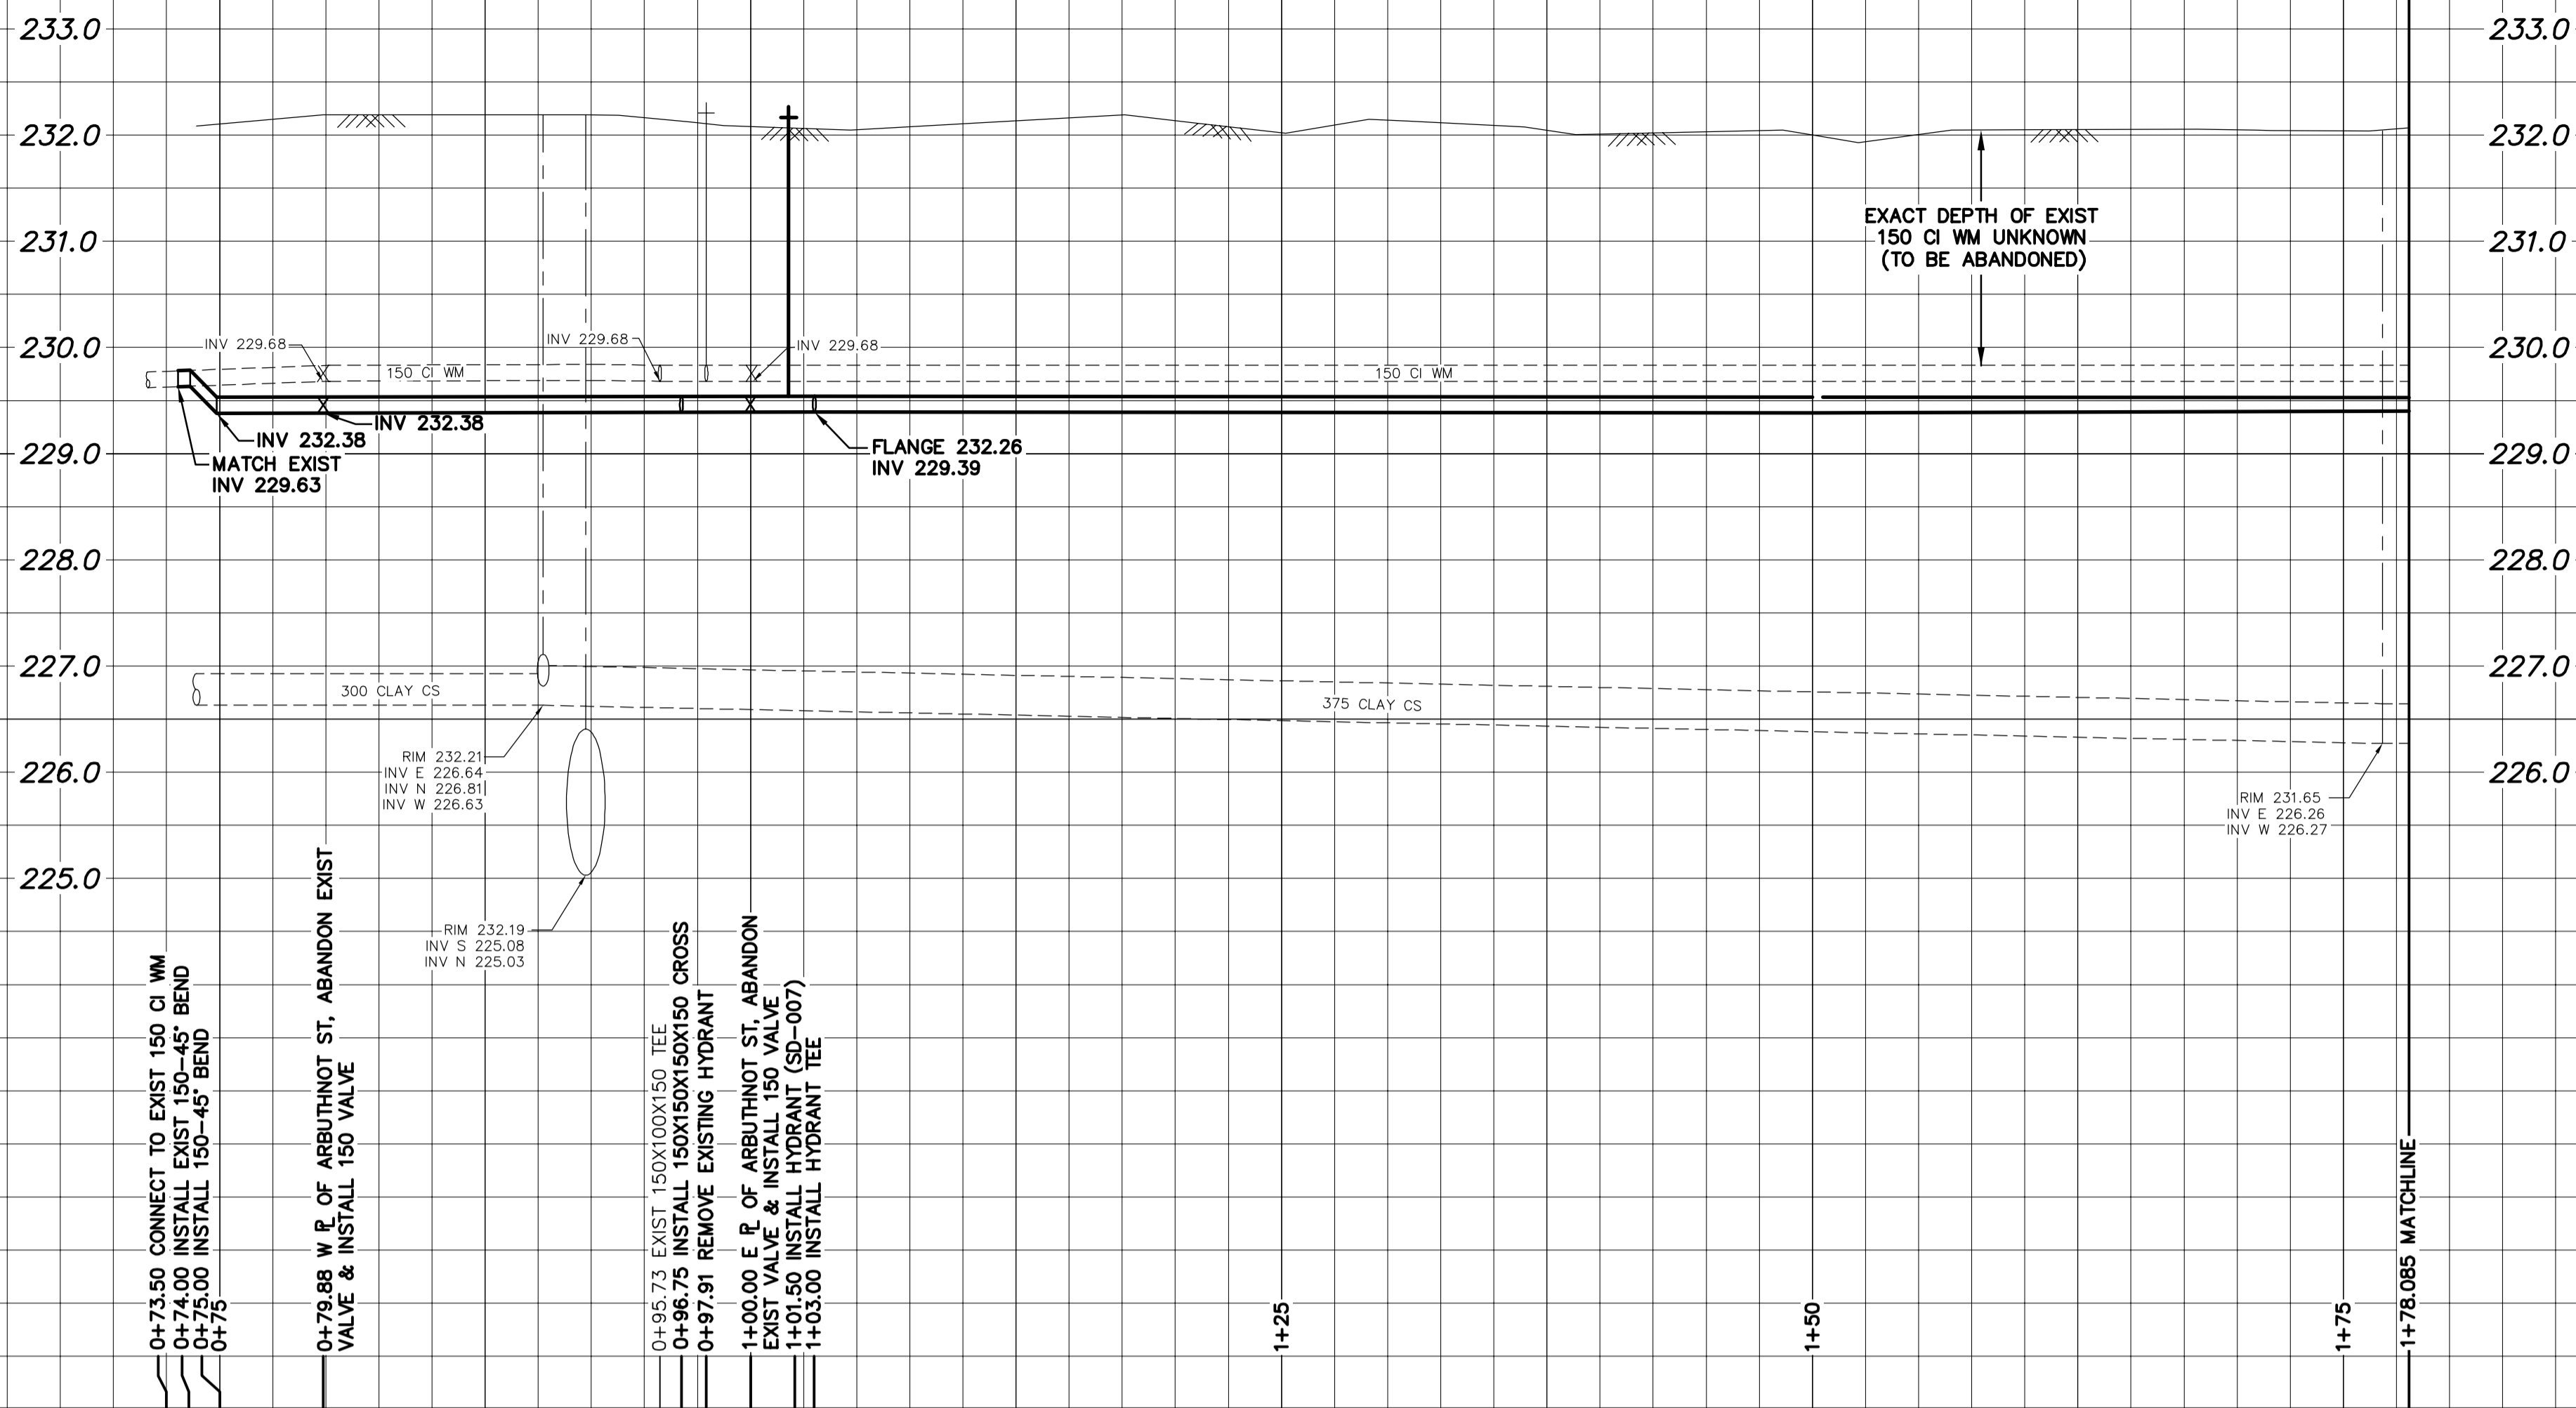 233.0
233.0
232.0
232.0
EXACT DEPTH OF EXIST
150 CI WM UNKNOWN
(TO BE ABANDONED)
231.0
231.0
230.0
230.0
INV 229.68
INV 229.68
INV 229.68
150 CI WM
150 CI WM
INV 232.38
INV 232.38
MATCH EXIST
INV 229.63
FLANGE 232.26
INV 229.39
229.0
229.0
228.0
228.0
227.0
227.0
300 CLAY CS
375 CLAY CS
RIM 232.21
INV E 226.64
INV N 226.81
INV W 226.63
226.0
226.0
RIM 231.65
INV E 226.26
INV W 226.27
225.0
RIM 232.19
INV S 225.08
INV N 225.03
0+73.50 CONNECT TO EXIST 150 CI WM
0+74.00 INSTALL EXIST 150-45° BEND
0+75.00 INSTALL 150-45° BEND
0+75
0+79.88 W PL OF ARBUTHNOT ST, ABANDON EXIST
VALVE & INSTALL 150 VALVE
0+95.73 EXIST 150X100X150 TEE
0+96.75 INSTALL 150X150X150X150 CROSS
0+97.91 REMOVE EXISTING HYDRANT
1+00.00 E PL OF ARBUTHNOT ST, ABANDON
EXIST VALVE & INSTALL 150 VALVE
1+01.50 INSTALL HYDRANT (SD-007)
1+03.00 INSTALL HYDRANT TEE
1+25
1+50
1+75
1+78.085 MATCHLINE